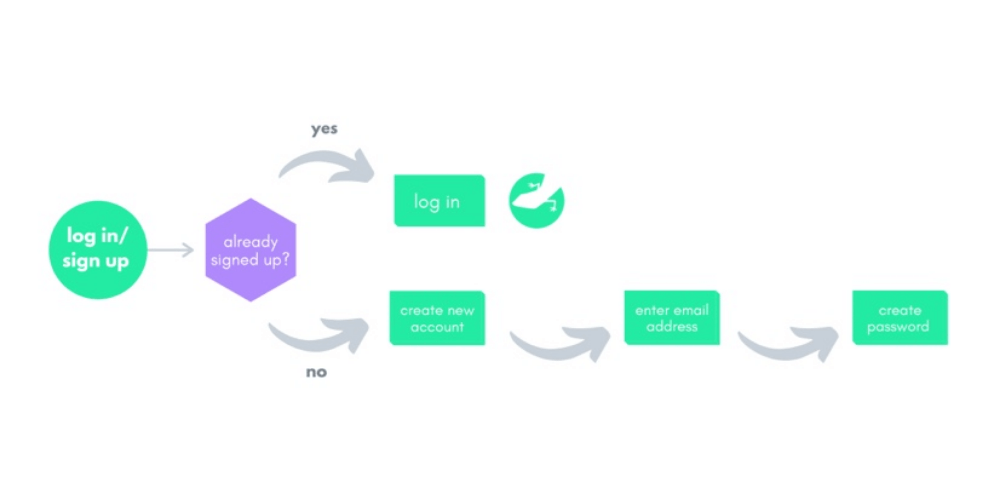 yes
log in
log in/
sign up
already
signed up?
create new
account
enter email
address
create
password
no